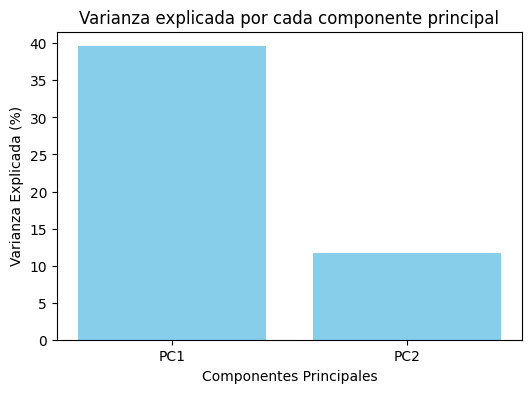 Varianza explicada por cada componente principal
Varianza Explicada (%)
40
35
30
25
20
15
10
5
0
PC1 PC2
Componentes Principales